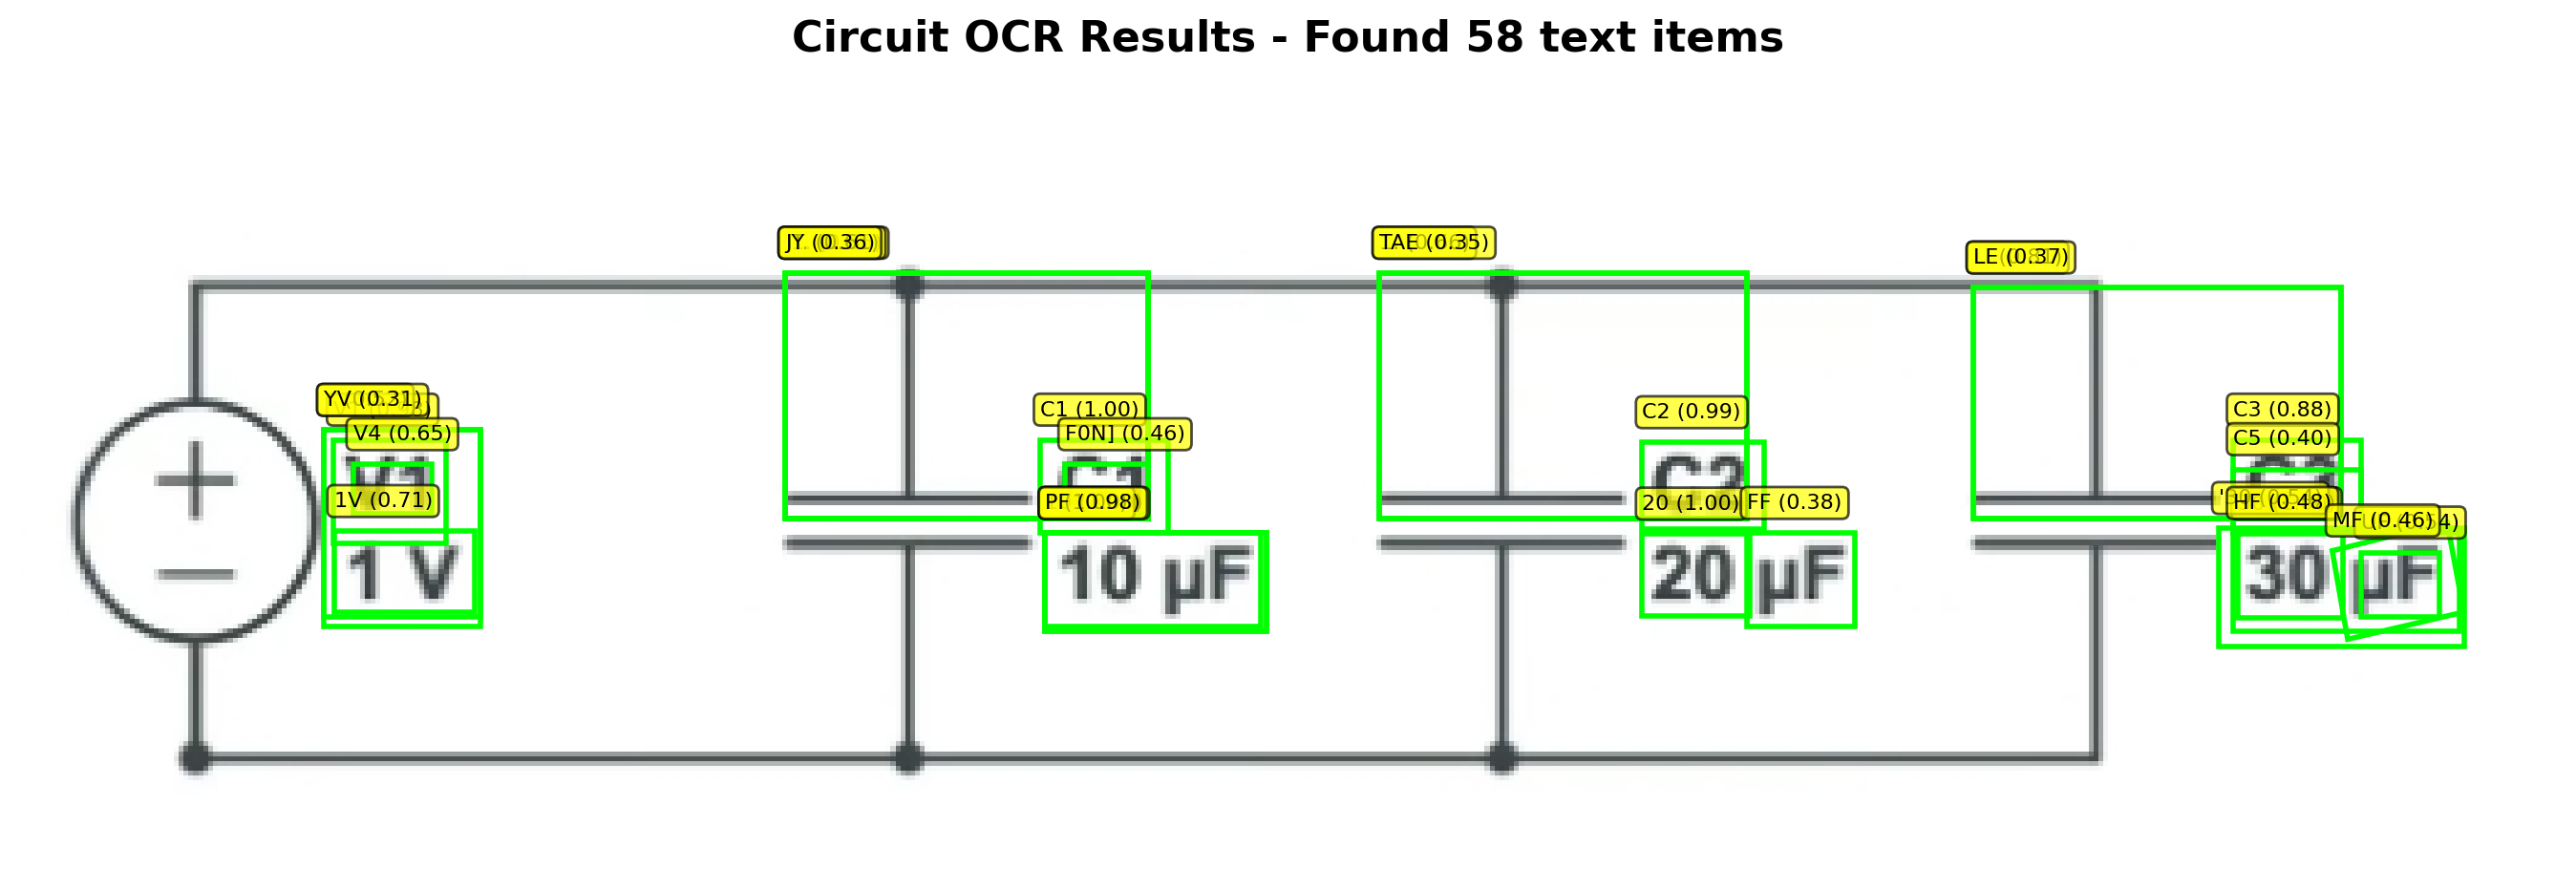 Circuit OCR Results - Found 58 text items
JY (0.36)
TAE (0.35)
LE (0.37)
YV (0.31)
V4 (0.65)
1V (0.71)
1 V
C1 (1.00)
F0N] (0.46)
C1
PF (0.98)
10 µF
C2 (0.99)
20 (1.00)
FF (0.38)
20 µF
C3 (0.88)
C5 (0.40)
HF (0.48)
MF (0.46)
30 µF